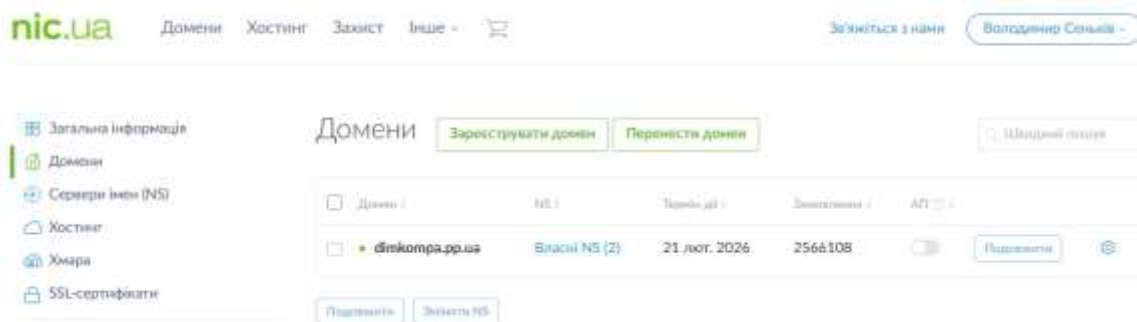 nic.ua Домени Хостинг Захист Інше Зв'яжіться з нами Володимир Сеньків
Загальна інформація
Домени
Сервери імен (NS)
Хостинг
Хмара
SSL-сертифікати
Домени Зареєструвати домен Перенести домен Швидкий пошук
Домен NS Термін дії Замовлення АП
dimkompa.pp.ua Власні NS (2) 21 лют. 2026 2566108 Подовжити
Подовжити Змінити NS